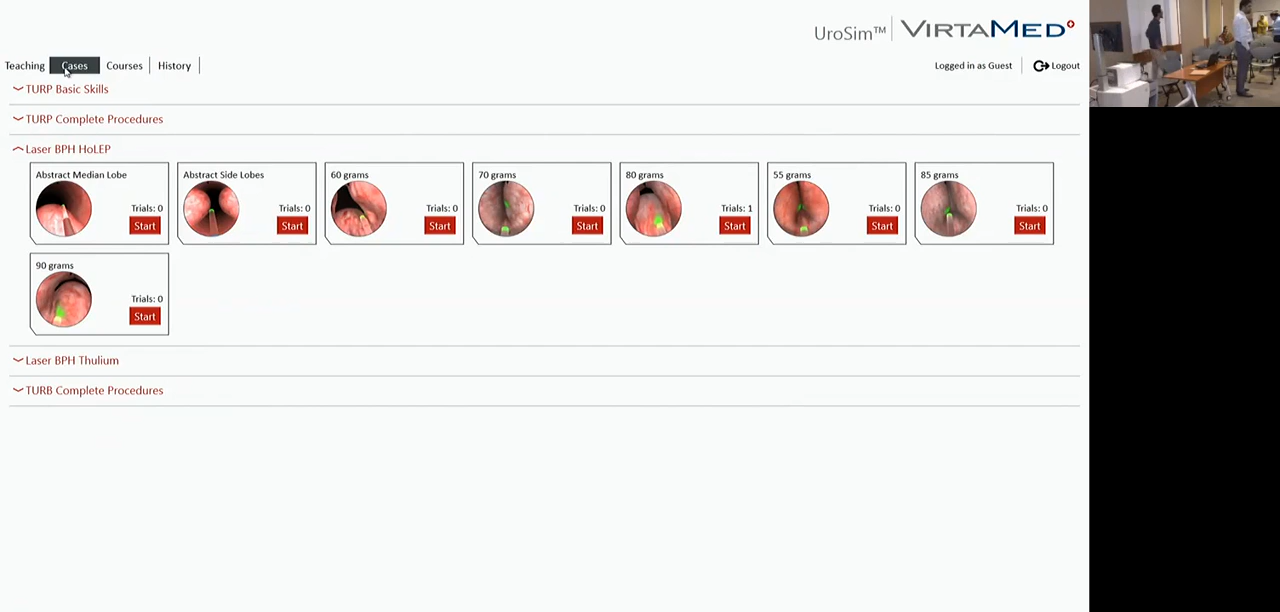 UroSim™ VIRTAMED
Teaching Cases Courses History Logged in as Guest Logout
TURP Basic Skills
TURP Complete Procedures
Laser BPH HoLEP
Abstract Median Lobe
Trials: 0
Start
Abstract Side Lobes
Trials: 0
Start
60 grams
Trials: 0
Start
70 grams
Trials: 0
Start
80 grams
Trials: 1
Start
55 grams
Trials: 0
Start
85 grams
Trials: 0
Start
90 grams
Trials: 0
Start
Laser BPH Thulium
TURB Complete Procedures